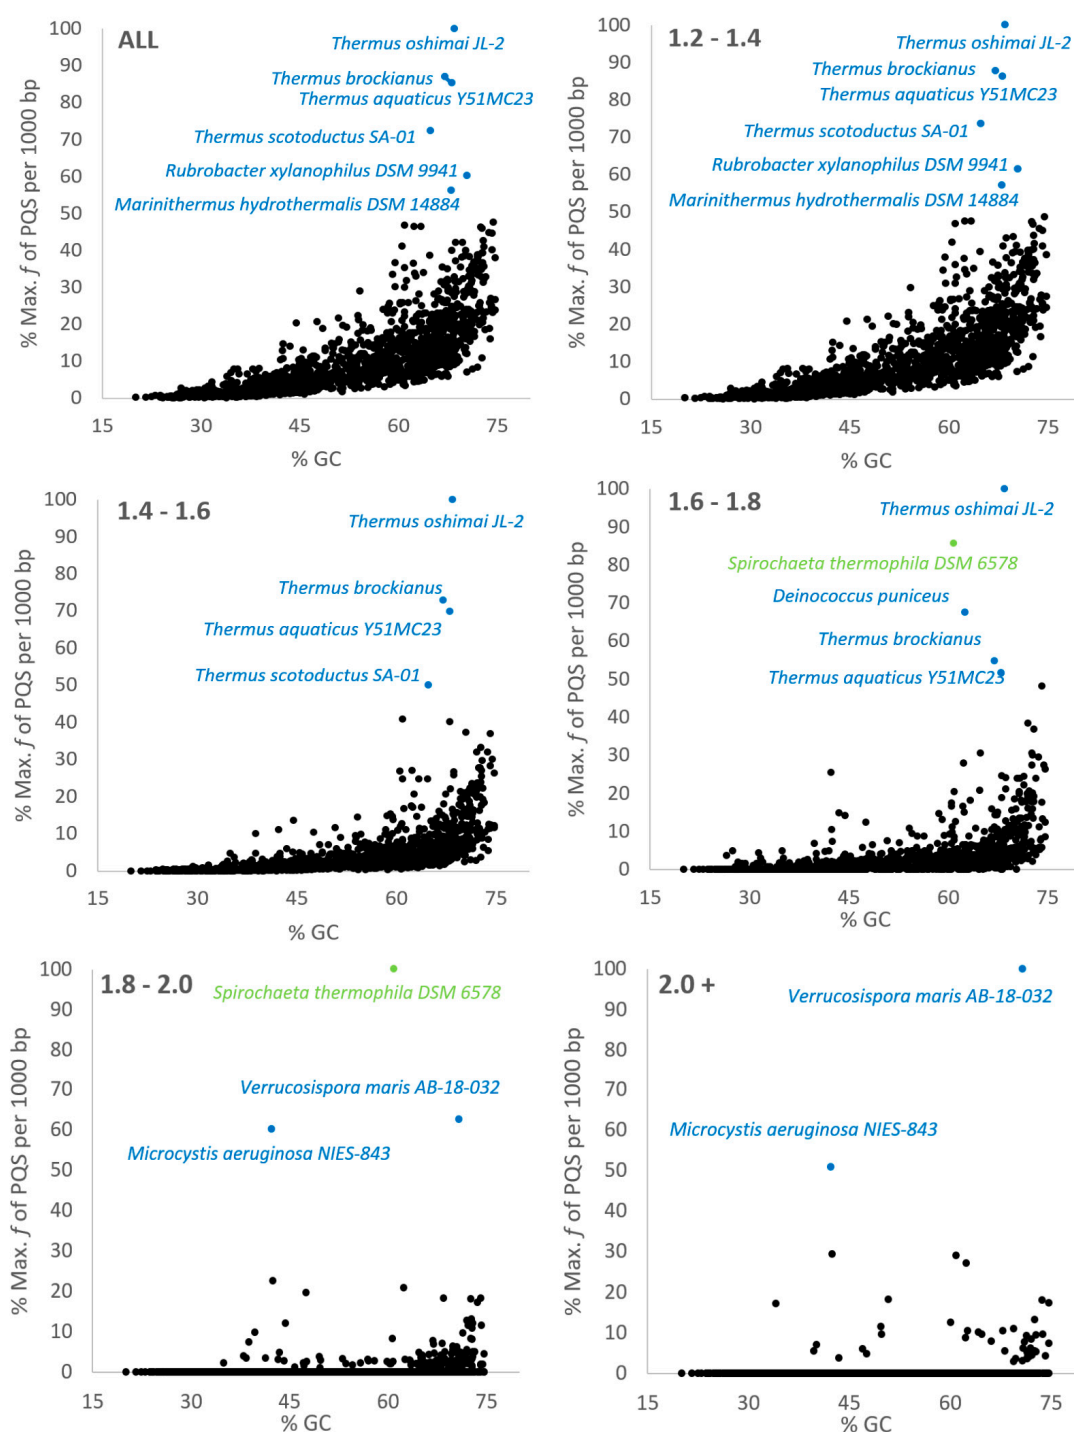 ALL
% Max. f of PQS per 1000 bp
100
90
80
70
60
50
40
30
20
10
0
Thermus oshimai JL-2
Thermus brockianus
Thermus aquaticus Y51MC23
Thermus scotoductus SA-01
Rubrobacter xylanophilus DSM 9941
Marinithermus hydrothermalis DSM 14884
15 30 45 60 75
% GC
1.2 - 1.4
% Max. f of PQS per 1000 bp
100
90
80
70
60
50
40
30
20
10
0
Thermus oshimai JL-2
Thermus brockianus
Thermus aquaticus Y51MC23
Thermus scotoductus SA-01
Rubrobacter xylanophilus DSM 9941
Marinithermus hydrothermalis DSM 14884
15 30 45 60 75
% GC
1.4 - 1.6
% Max. f of PQS per 1000 bp
100
90
80
70
60
50
40
30
20
10
0
Thermus oshimai JL-2
Thermus brockianus
Thermus aquaticus Y51MC23
Thermus scotoductus SA-01
15 30 45 60 75
% GC
1.6 - 1.8
% Max. f of PQS per 1000 bp
100
90
80
70
60
50
40
30
20
10
0
Thermus oshimai JL-2
Spirochaeta thermophila DSM 6578
Deinococcus puniceus
Thermus brockianus
Thermus aquaticus Y51MC23
15 30 45 60 75
% GC
1.8 - 2.0
% Max. f of PQS per 1000 bp
100
90
80
70
60
50
40
30
20
10
0
Spirochaeta thermophila DSM 6578
Verrucosispora maris AB-18-032
Microcystis aeruginosa NIES-843
15 30 45 60 75
% GC
2.0 +
% Max. f of PQS per 1000 bp
100
90
80
70
60
50
40
30
20
10
0
Verrucosispora maris AB-18-032
Microcystis aeruginosa NIES-843
15 30 45 60 75
% GC